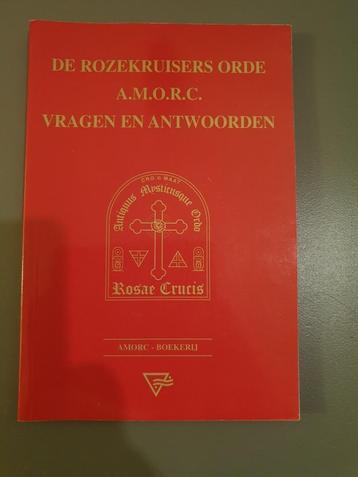 DE ROZEKRUISERS ORDE
A.M.O.R.C.
VRAGEN EN ANTWOORDEN
CRO & MAAT
Antiquus Mysticusque Ordo
Rosae Crucis
AMORC - BOEKERIJ